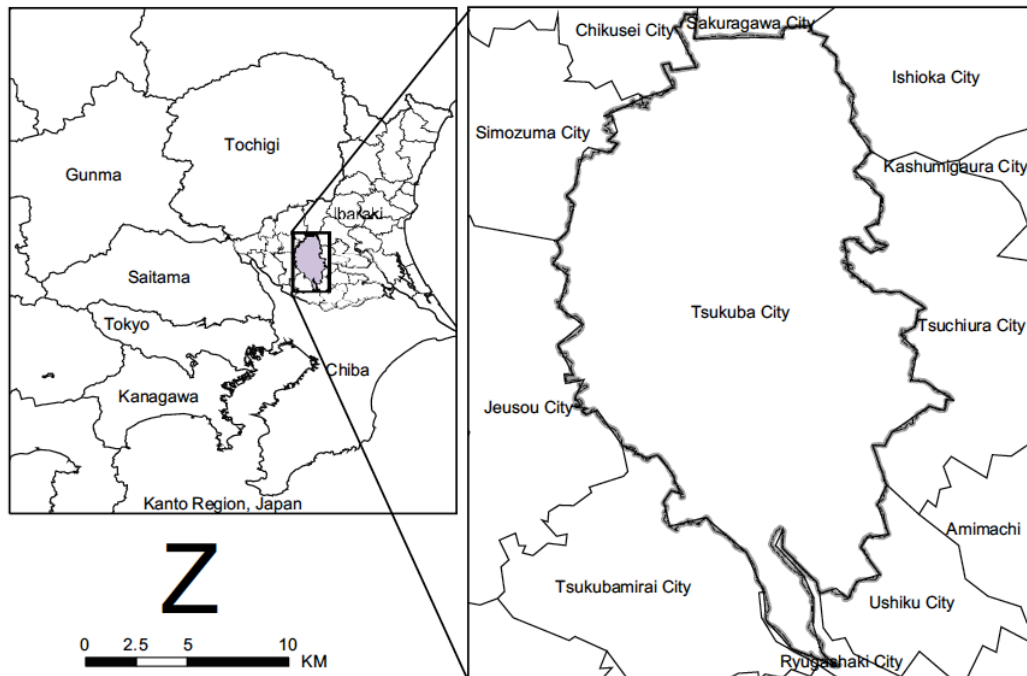 Tochigi
Gunma
Ibaraki
Saitama
Tokyo
Chiba
Kanagawa
Kanto Region, Japan
Z
0 2.5 5 10
KM
Sakuragawa City
Chikusei City
Ishioka City
Simozuma City
Kashumigaura City
Tsukuba City
Tsuchiura City
Jeusou City
Amimachi
Tsukubamirai City
Ushiku City
Ryugashaki City